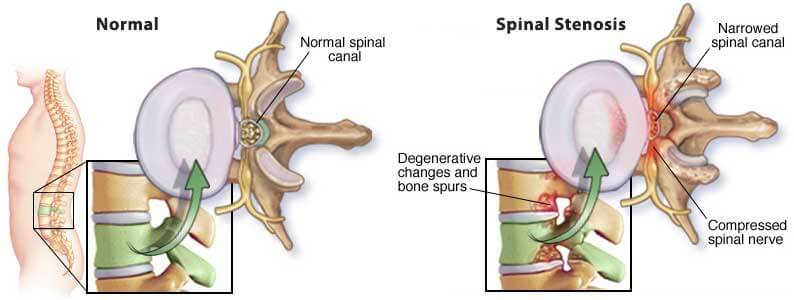 Normal
Normal spinal
canal
Spinal Stenosis
Narrowed
spinal canal
Degenerative
changes and
bone spurs
Compressed
spinal nerve